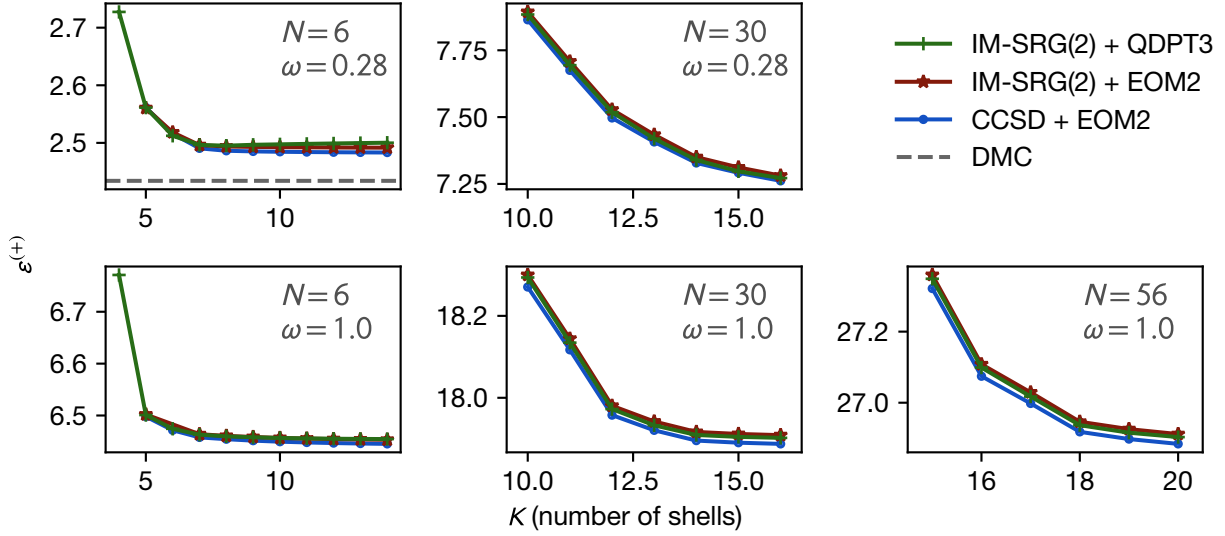 2.7
2.6
2.5
5
10
N = 6
ω = 0.28
7.75
7.50
7.25
10.0
12.5
15.0
N = 30
ω = 0.28
IM-SRG(2) + QDPT3
IM-SRG(2) + EOM2
CCSD + EOM2
DMC
ε(+)
6.7
6.6
6.5
5
10
N = 6
ω = 1.0
18.2
18.0
10.0
12.5
15.0
N = 30
ω = 1.0
27.2
27.0
16
18
20
N = 56
ω = 1.0
K (number of shells)